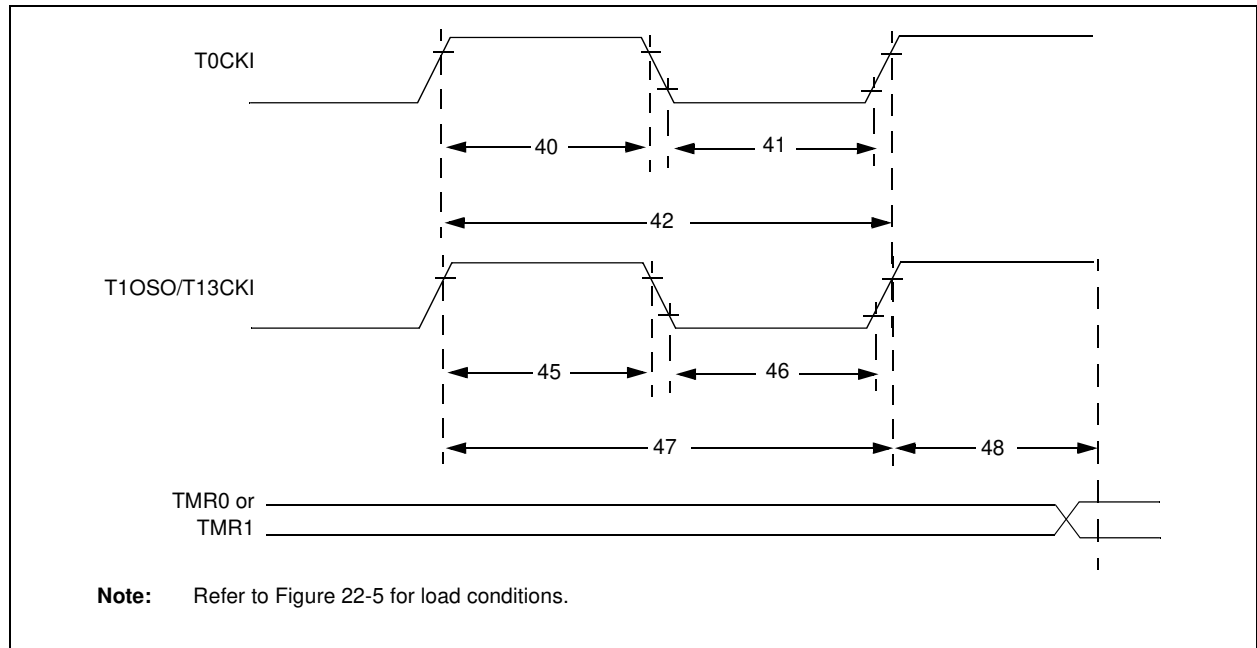 T0CKI
40
41
42
T1OSO/T13CKI
45
46
47
48
TMR0 or
TMR1
Note: Refer to Figure 22-5 for load conditions.